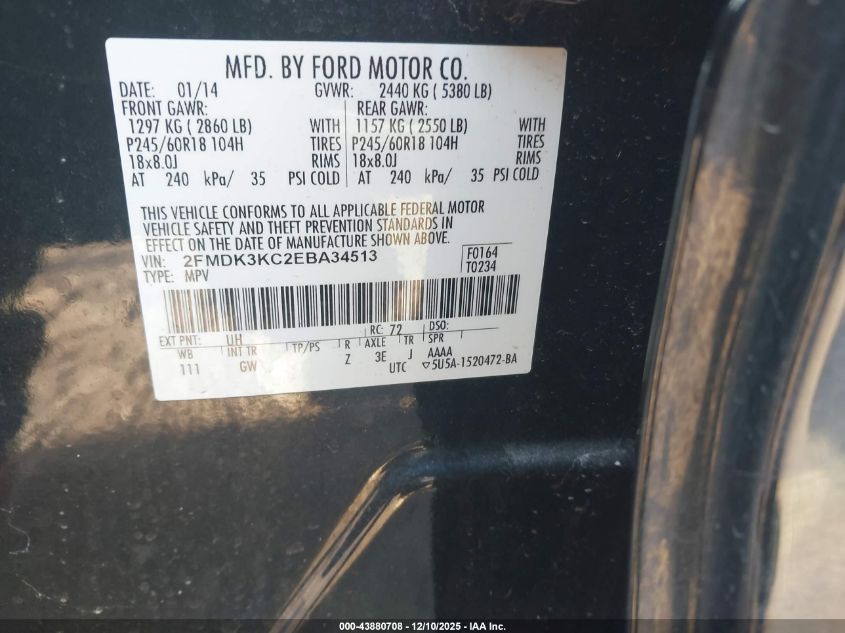 MFD. BY FORD MOTOR CO.
DATE: 01/14 GVWR: 2440 KG ( 5380 LB)
FRONT GAWR: REAR GAWR:
1297 KG ( 2860 LB) WITH 1157 KG ( 2550 LB) WITH
P245/60R18 104H TIRES P245/60R18 104H TIRES
18x8.0J RIMS 18x8.0J RIMS
AT 240 kPa/ 35 PSI COLD AT 240 kPa/ 35 PSI COLD
THIS VEHICLE CONFORMS TO ALL APPLICABLE FEDERAL MOTOR
VEHICLE SAFETY AND THEFT PREVENTION STANDARDS IN
EFFECT ON THE DATE OF MANUFACTURE SHOWN ABOVE.
VIN: 2FMDK3KC2EBA34513 F0164
TYPE: MPV T0234
EXT PNT: UH RC: 72 DSO:
WB INT TR TP/PS R AXLE TR SPR
111 GW Z 3E J AAAA
UTC ▽5U5A-1520472-BA
000-43880708 - 12/10/2025 - IAA Inc.